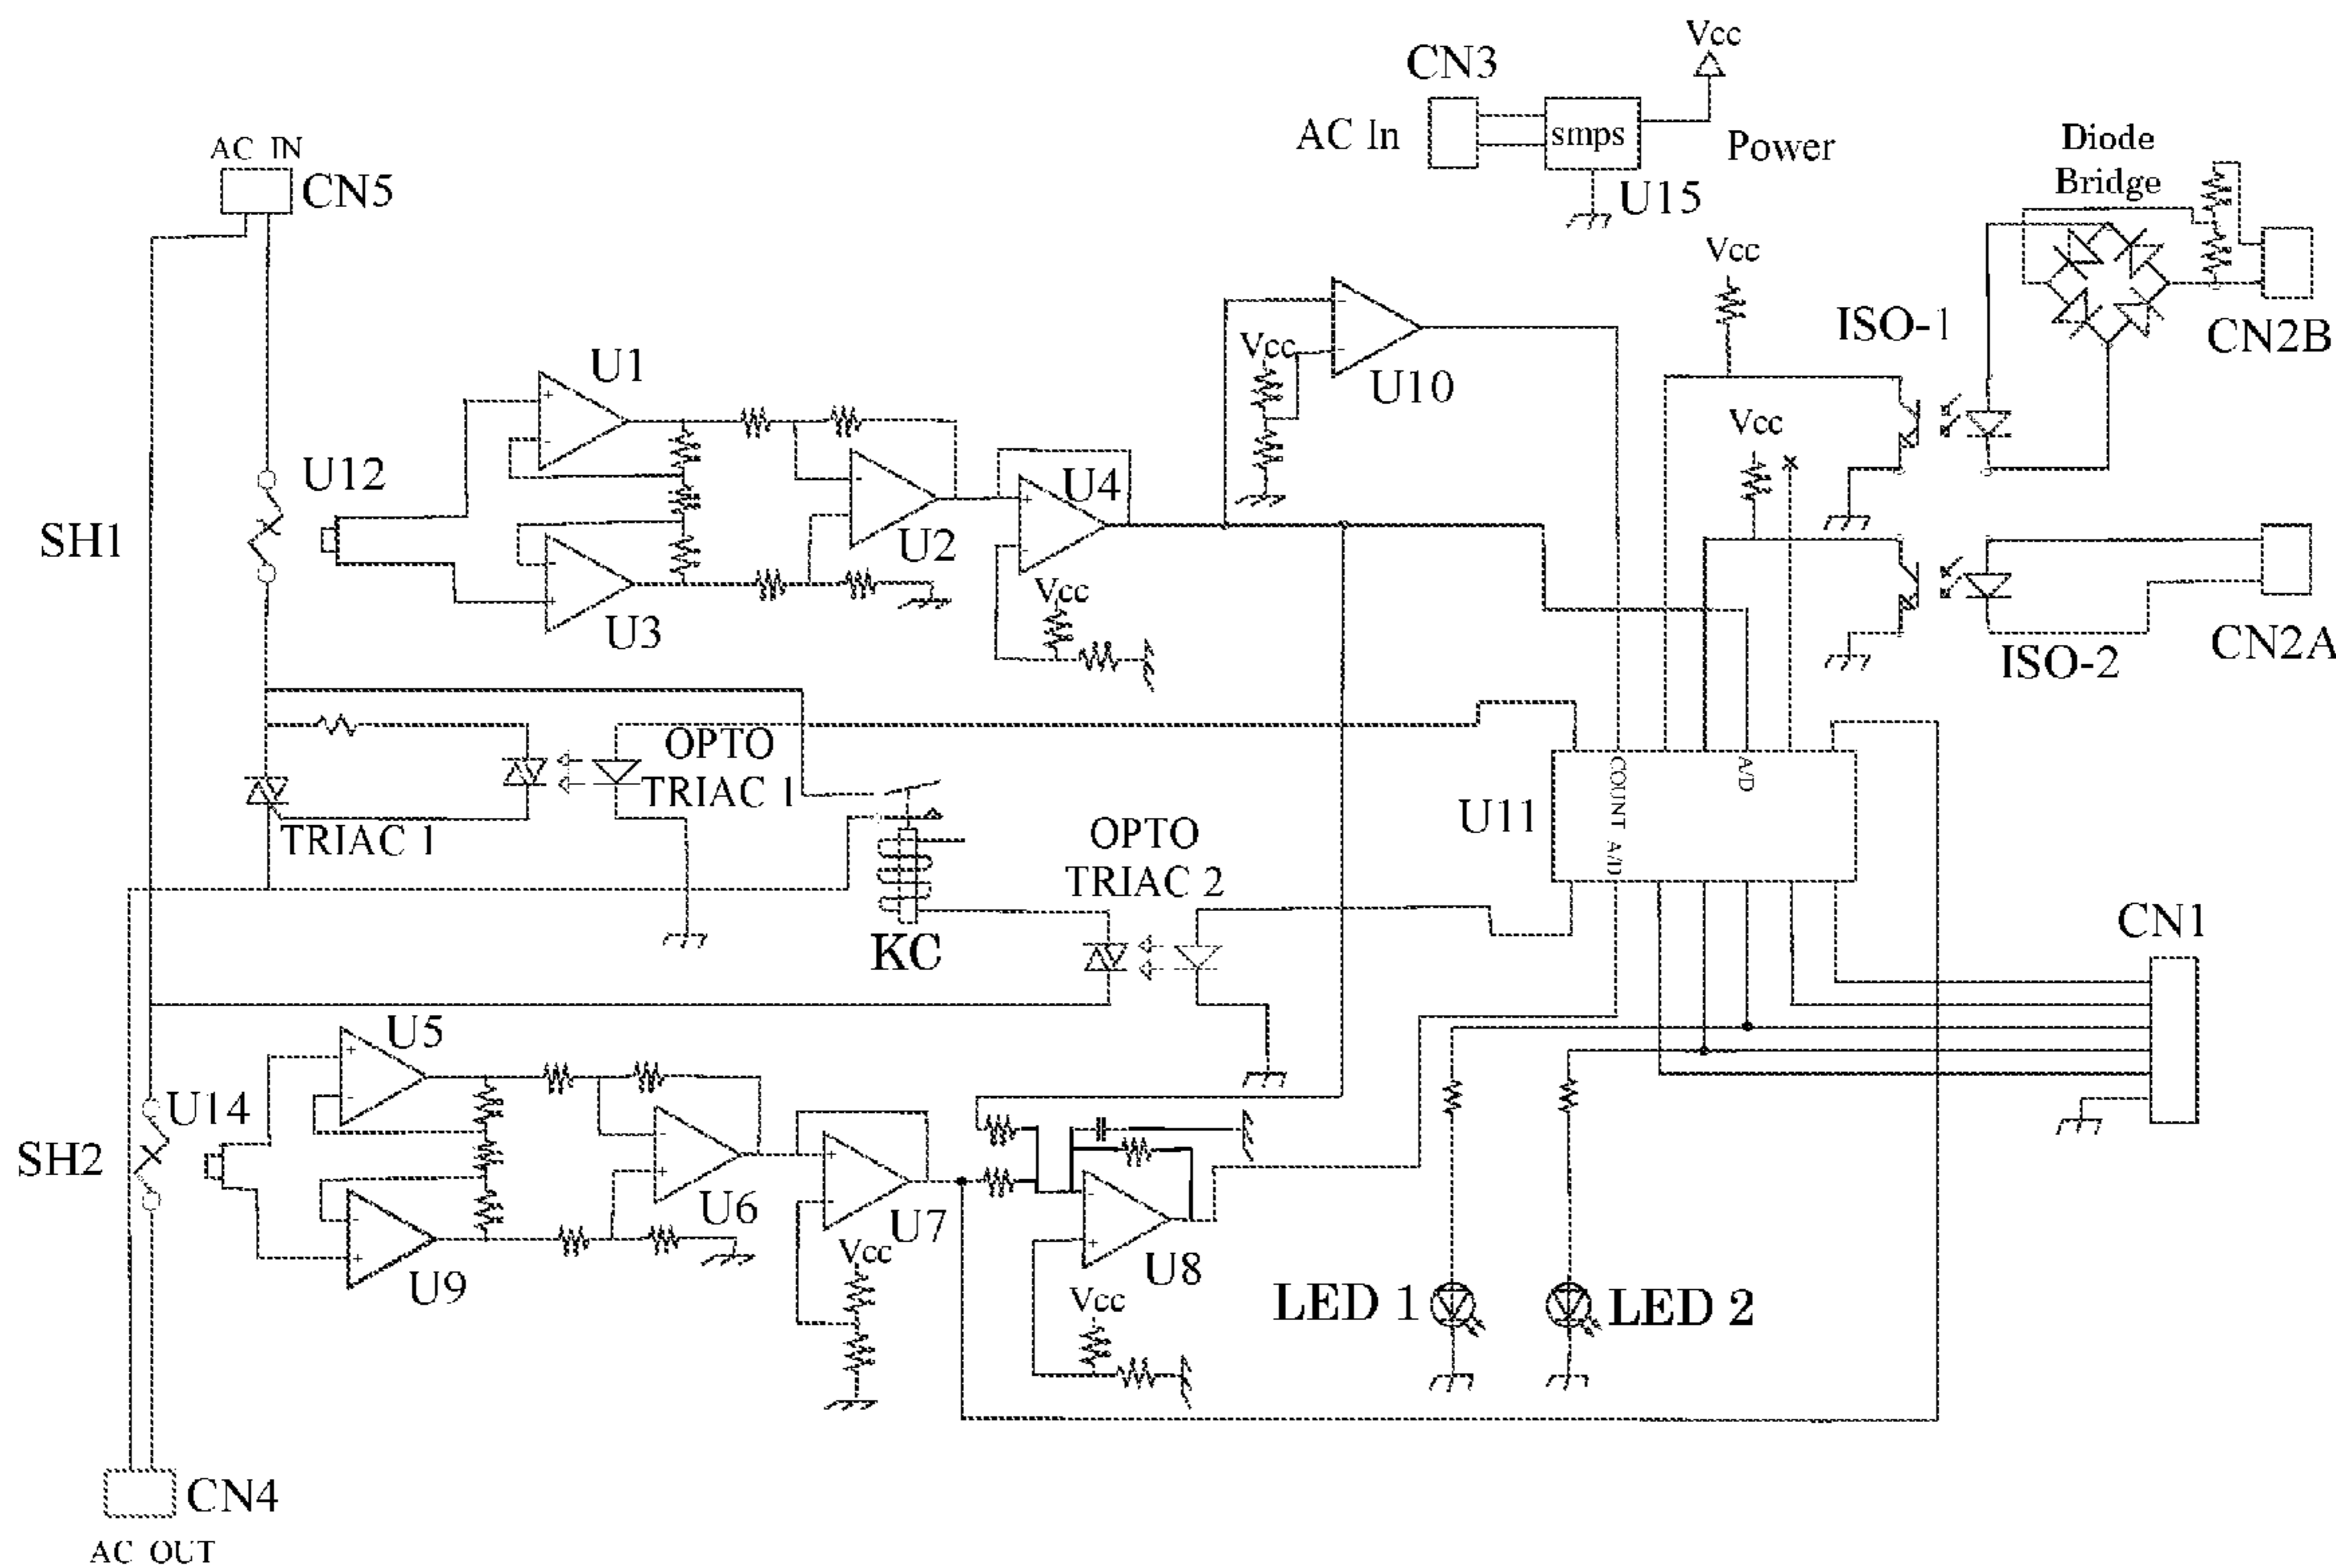 Vcc
CN3
AC In
smps
Power
U15
Diode
Bridge
AC IN
CN5
Vcc
ISO-1
CN2B
Vcc
U10
U1
Vcc
U12
U4
SH1
U2
Vcc
U3
CN2A
ISO-2
OPTO
TRIAC 1
COUNT
A/D
U11
TRIAC 1
OPTO
TRIAC 2
A/D
KC
CN1
U5
U14
SH2
U6
U7
Vcc
U8
U9
Vcc
LED 1
LED 2
CN4
AC OUT